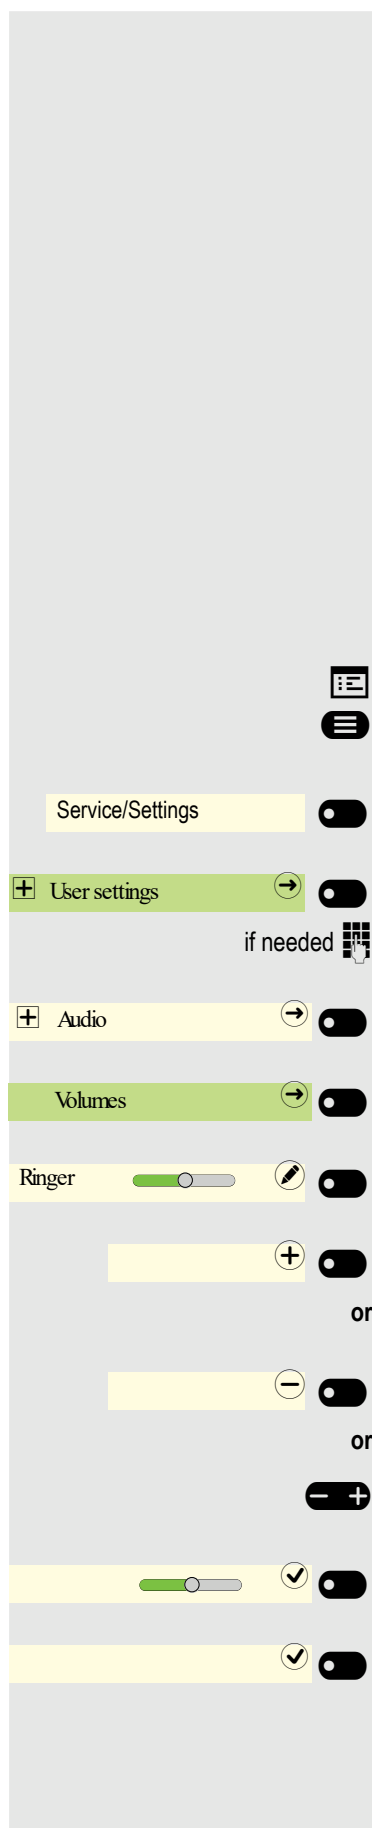 Service/Settings
User settings
if needed
Audio
Volumes
Ringer
or
or